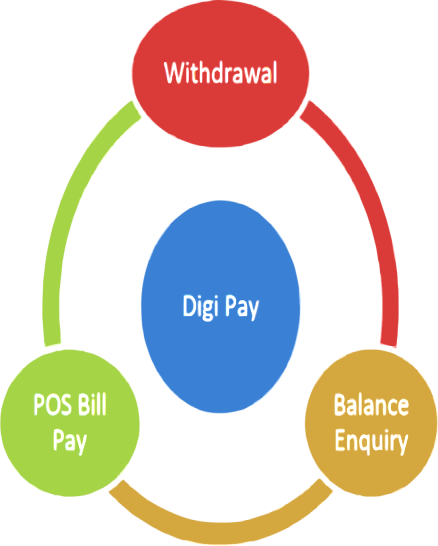 Withdrawal
Digi Pay
POS Bill
Pay
Balance
Enquiry